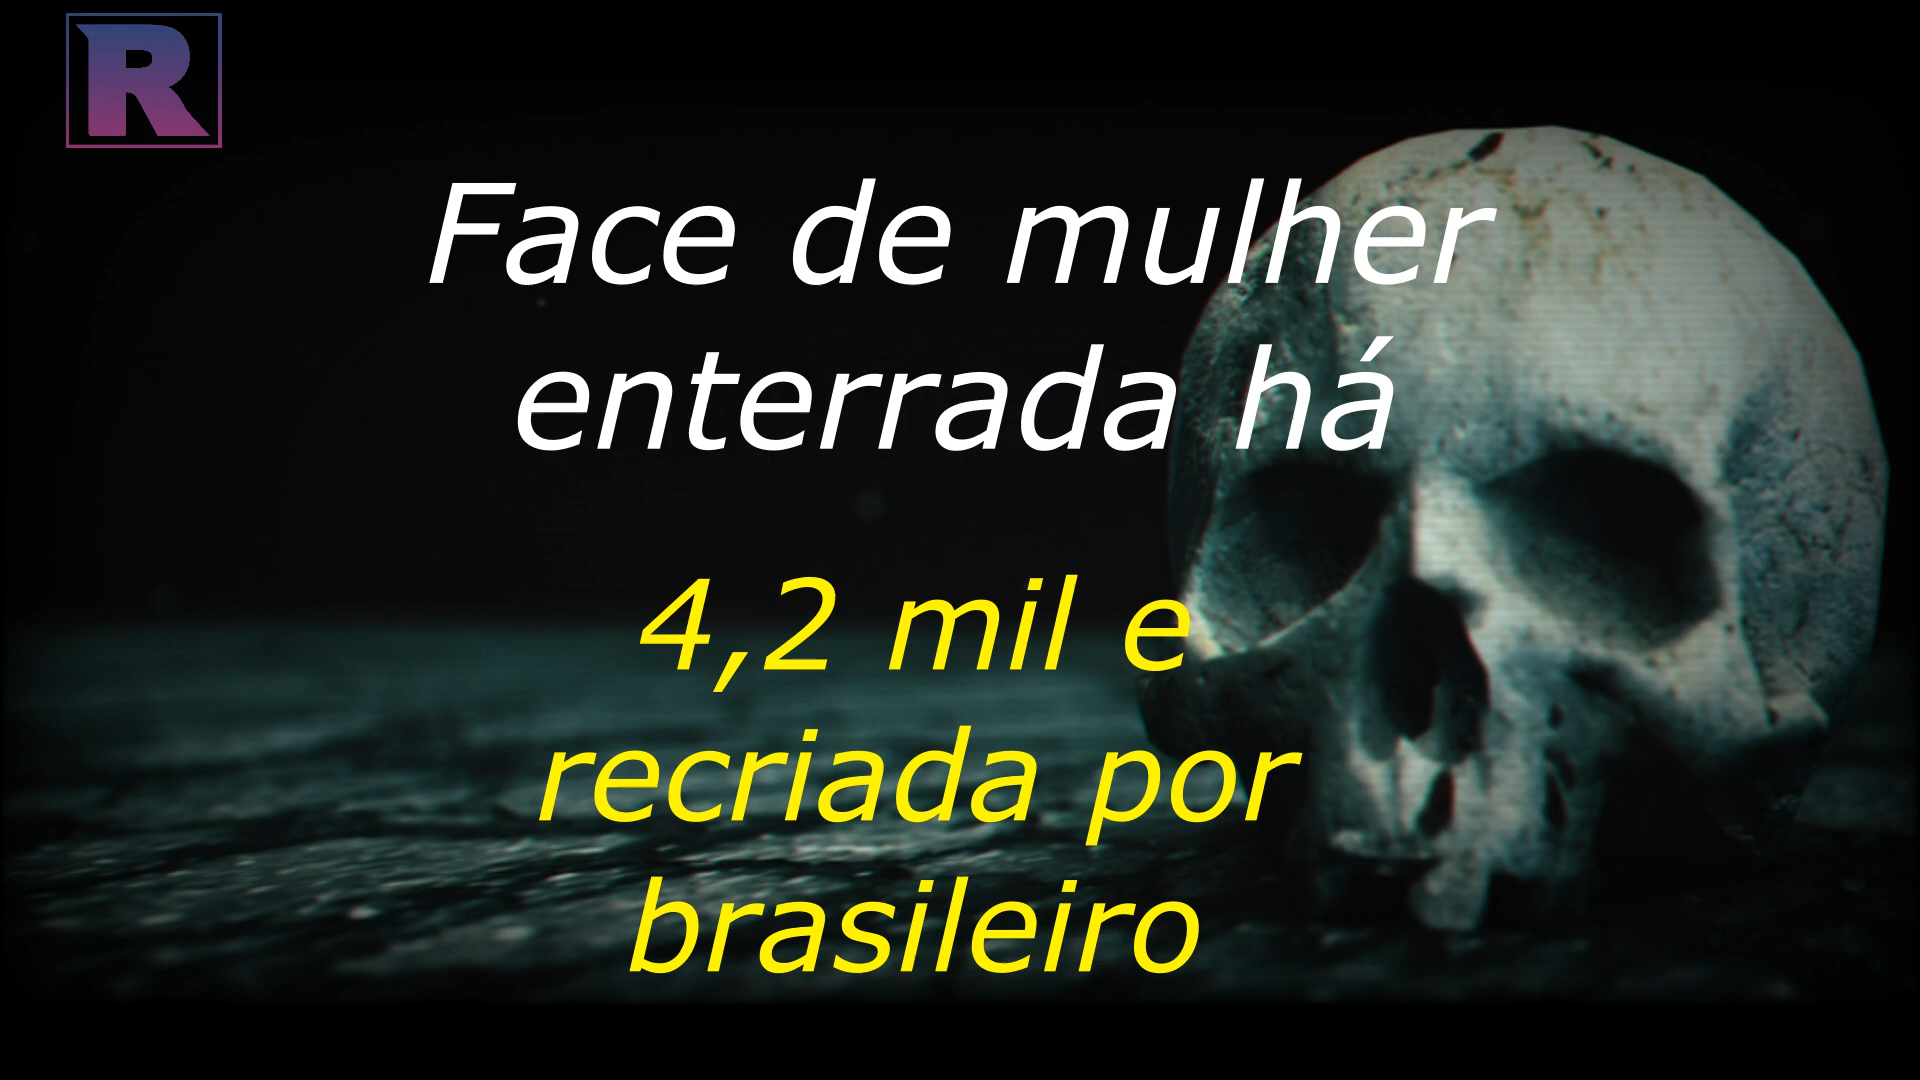 R
Face de mulher
enterrada há
4,2 mil e
recriada por
brasileiro